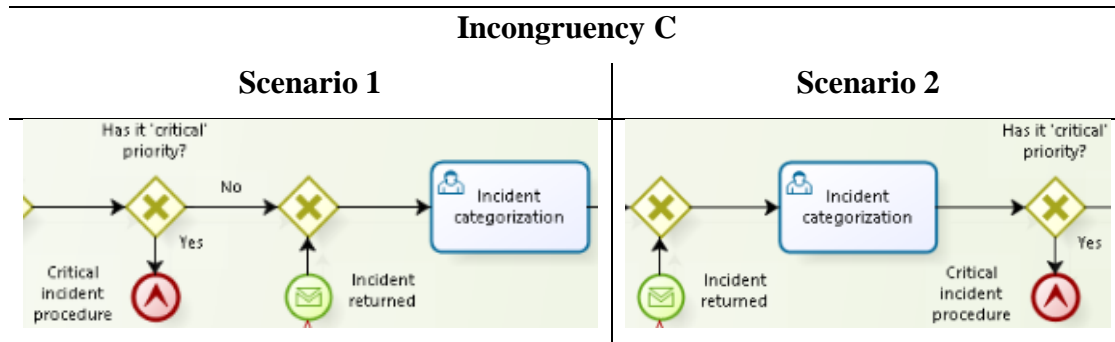 Incongruency C
Scenario 1
Scenario 2
Has it 'critical'
priority?
No
Yes
Incident
categorization
Critical
incident
procedure
Incident
returned
Has it 'critical'
priority?
Incident
categorization
Yes
Incident
returned
Critical
incident
procedure